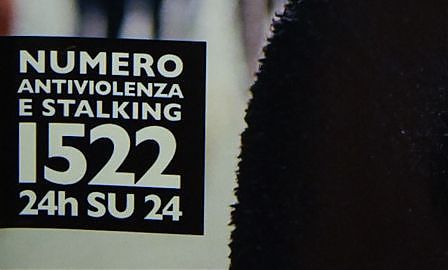 NUMERO
ANTIVIOLENZA
E STALKING
1522
24h SU 24